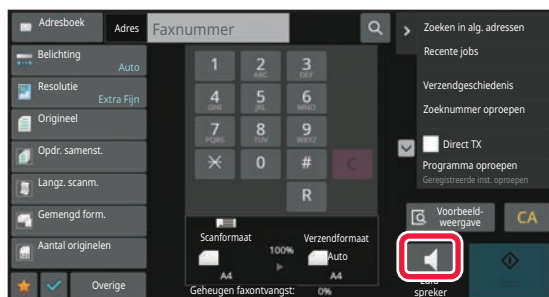 Adresboek
Adres
Faxnummer
Belichting
Auto
Resolutie
Extra Fijn
Origineel
Opdr. samenst.
Langz. scanm.
Gemengd form.
Aantal originelen
Overige
1
2 ABC
3 DEF
4 GHI
5 JKL
6 MNO
7 PQRS
8 TUV
9 WXYZ
0
#
C
R
Scanformaat
100%
Verzendformaat
Auto
A4
A4
Geheugen faxontvangst: 0%
Zoeken in alg. adressen
Recente jobs
Verzendgeschiedenis
Zoeknummer oproepen
Direct TX
Programma oproepen
Geregistreerde inst. oproepen
Voorbeeld-
weergave
CA
spreker
Start